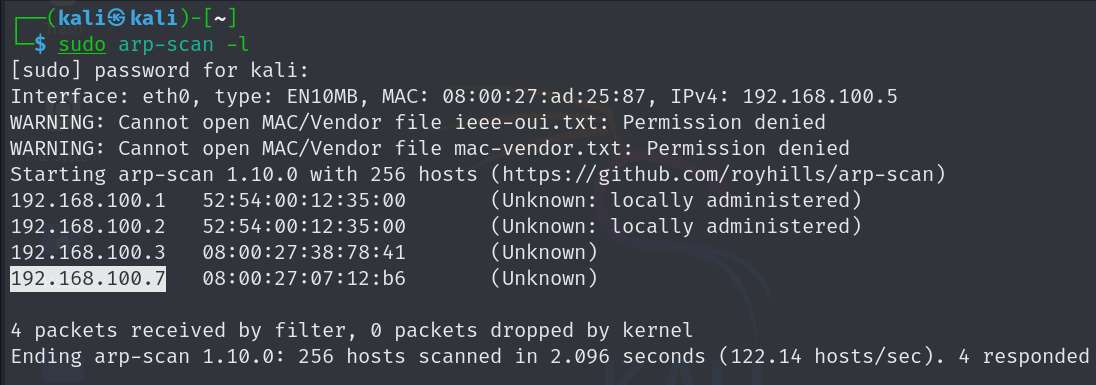 ┌──(kali㉿kali)-[~]
└─$ sudo arp-scan -l
[sudo] password for kali:
Interface: eth0, type: EN10MB, MAC: 08:00:27:ad:25:87, IPv4: 192.168.100.5
WARNING: Cannot open MAC/Vendor file ieee-oui.txt: Permission denied
WARNING: Cannot open MAC/Vendor file mac-vendor.txt: Permission denied
Starting arp-scan 1.10.0 with 256 hosts (https://github.com/royhills/arp-scan)
192.168.100.1   52:54:00:12:35:00       (Unknown: locally administered)
192.168.100.2   52:54:00:12:35:00       (Unknown: locally administered)
192.168.100.3   08:00:27:38:78:41       (Unknown)
192.168.100.7   08:00:27:07:12:b6       (Unknown)
4 packets received by filter, 0 packets dropped by kernel
Ending arp-scan 1.10.0: 256 hosts scanned in 2.096 seconds (122.14 hosts/sec). 4 responded